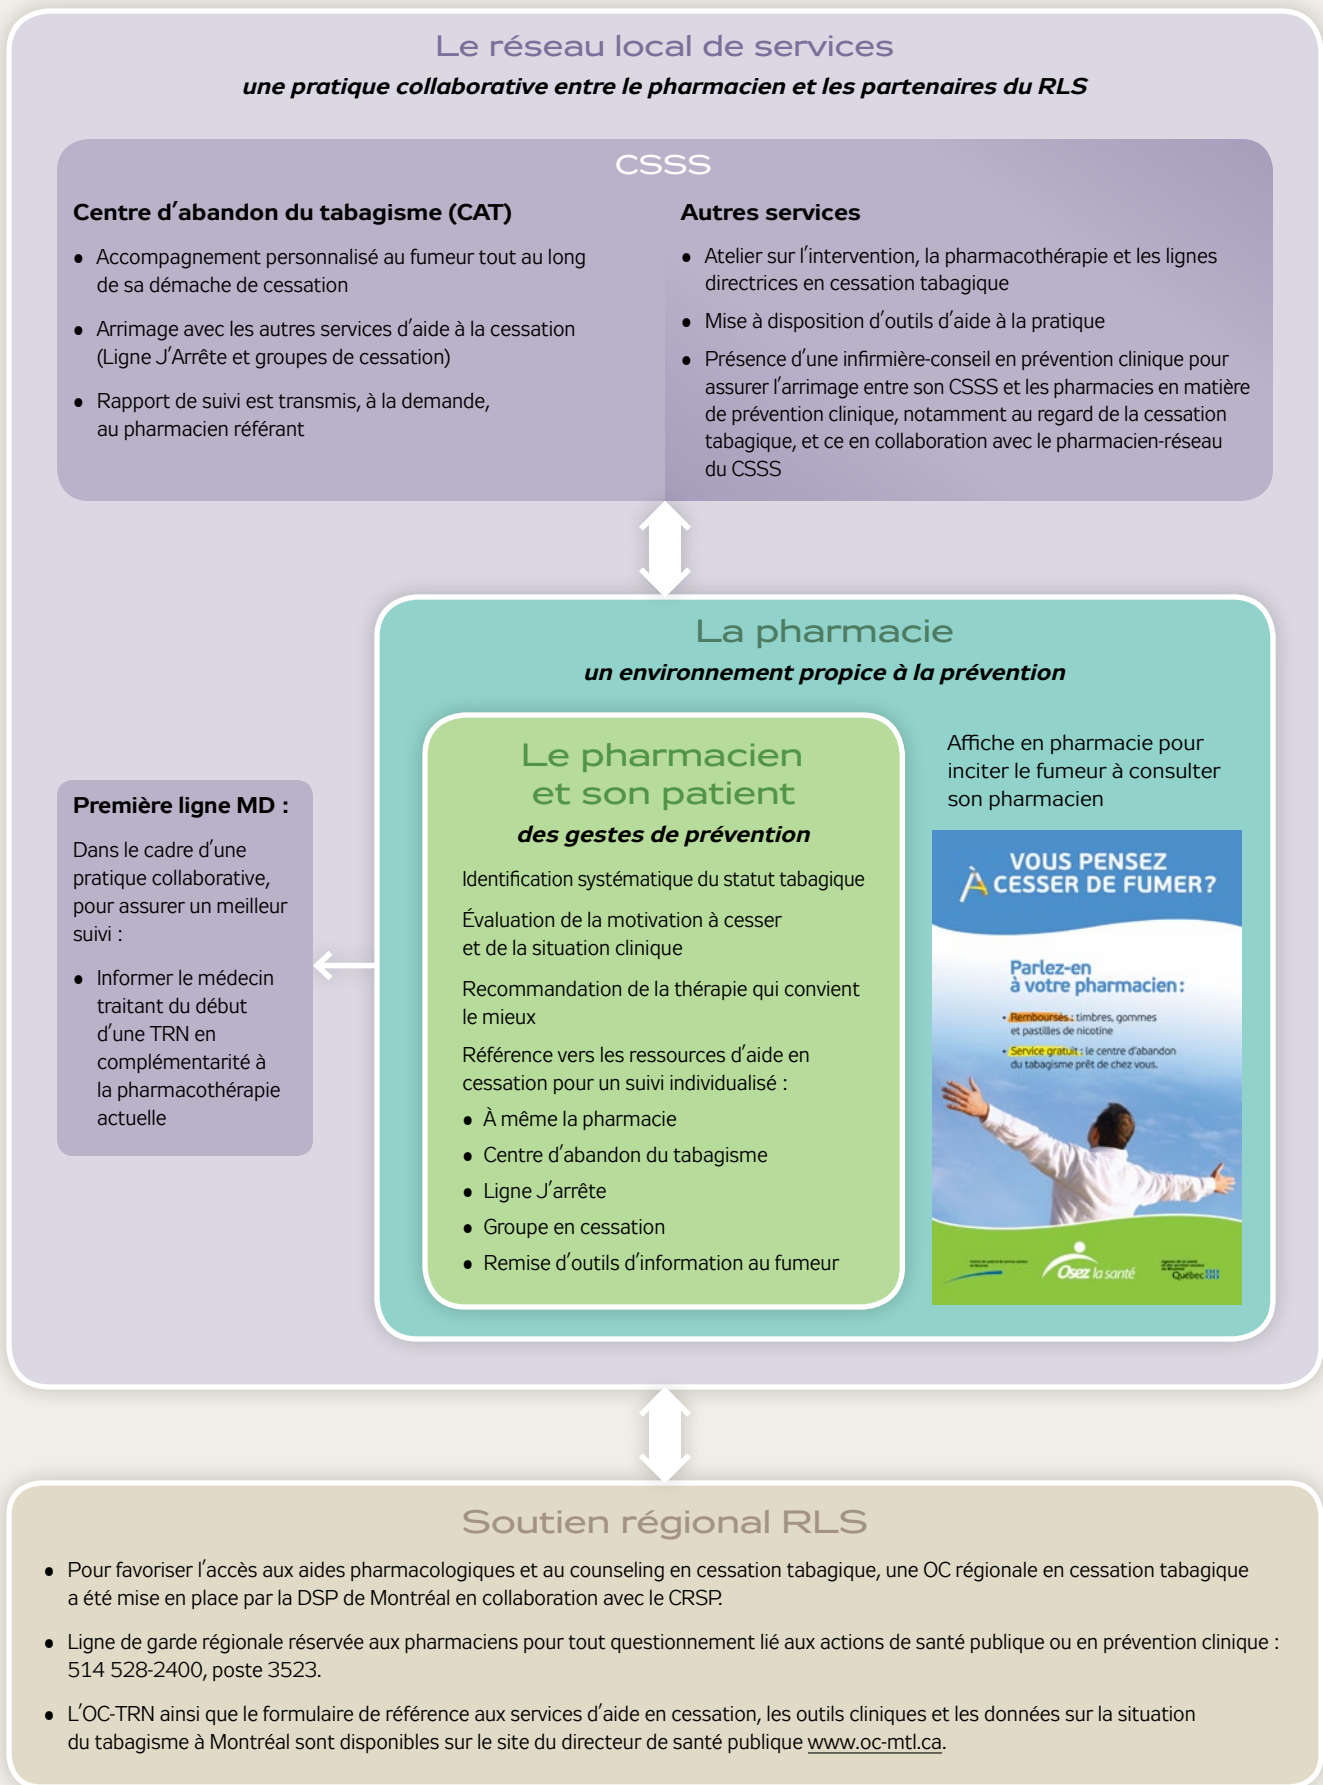 Le réseau local de services
une pratique collaborative entre le pharmacien et les partenaires du RLS
CSSS
Centre d'abandon du tabagisme (CAT)
• Accompagnement personnalisé au fumeur tout au long
de sa démache de cessation
• Arrimage avec les autres services d'aide à la cessation
(Ligne J'Arrête et groupes de cessation)
• Rapport de suivi est transmis, à la demande,
au pharmacien référant
Autres services
• Atelier sur l'intervention, la pharmacothérapie et les lignes
directrices en cessation tabagique
• Mise à disposition d'outils d'aide à la pratique
• Présence d'une infirmière-conseil en prévention clinique pour
assurer l'arrimage entre son CSSS et les pharmacies en matière
de prévention clinique, notamment au regard de la cessation
tabagique, et ce en collaboration avec le pharmacien-réseau
du CSSS
Première ligne MD :
Dans le cadre d'une
pratique collaborative,
pour assurer un meilleur
suivi :
• Informer le médecin
traitant du début
d'une TRN en
complémentarité à
la pharmacothérapie
actuelle
La pharmacie
un environnement propice à la prévention
Le pharmacien
et son patient
des gestes de prévention
Identification systématique du statut tabagique
Évaluation de la motivation à cesser
et de la situation clinique
Recommandation de la thérapie qui convient
le mieux
Référence vers les ressources d'aide en
cessation pour un suivi individualisé :
• À même la pharmacie
• Centre d'abandon du tabagisme
• Ligne J'arrête
• Groupe en cessation
• Remise d'outils d'information au fumeur
Affiche en pharmacie pour
inciter le fumeur à consulter
son pharmacien
VOUS PENSEZ
À CESSER DE FUMER?
Parlez-en
à votre pharmacien :
• Remboursés : timbres, gommes
et pastilles de nicotine
• Service gratuit : le centre d'abandon
du tabagisme prêt de chez vous.
Osez la santé
Québec
Soutien régional RLS
• Pour favoriser l'accès aux aides pharmacologiques et au counseling en cessation tabagique, une OC régionale en cessation tabagique
a été mise en place par la DSP de Montréal en collaboration avec le CRSP.
• Ligne de garde régionale réservée aux pharmaciens pour tout questionnement lié aux actions de santé publique ou en prévention clinique :
514 528-2400, poste 3523.
• L'OC-TRN ainsi que le formulaire de référence aux services d'aide en cessation, les outils cliniques et les données sur la situation
du tabagisme à Montréal sont disponibles sur le site du directeur de santé publique www.oc-mtl.ca.